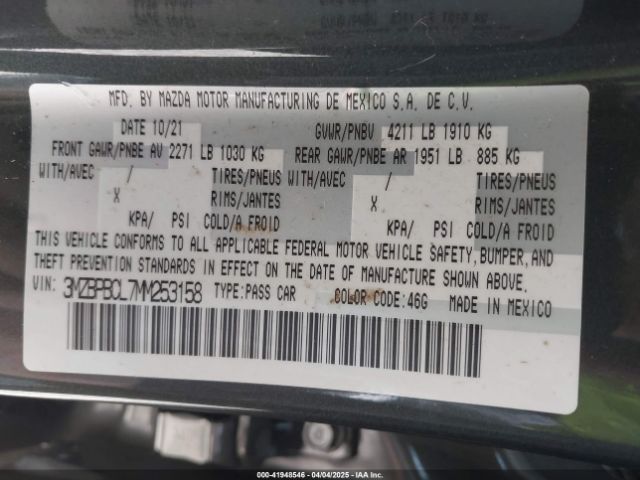 MFD. BY MAZDA MOTOR MANUFACTURING DE MEXICO S.A. DE C.V.
DATE 10/21 GVWR/PNBV 4211 LB 1910 KG
FRONT GAWR/PNBE AV 2271 LB 1030 KG REAR GAWR/PNBE AR 1951 LB 885 KG
WITH/AVEC / TIRES/PNEUS WITH/AVEC / TIRES/PNEUS
X RIMS/JANTES X RIMS/JANTES
KPA/ PSI COLD/A FROID KPA/ PSI COLD/A FROID
THIS VEHICLE CONFORMS TO ALL APPLICABLE FEDERAL MOTOR VEHICLE SAFETY, BUMPER, AND
THEFT PREVENTION STANDARDS IN EFFECT ON THE DATE OF MANUFACTURE SHOWN ABOVE.
VIN: 3MZBPBCL7MM253158 TYPE:PASS CAR COLOR CODE:46G MADE IN MEXICO
000-41948546 - 04/04/2025 - IAA Inc. (owner)